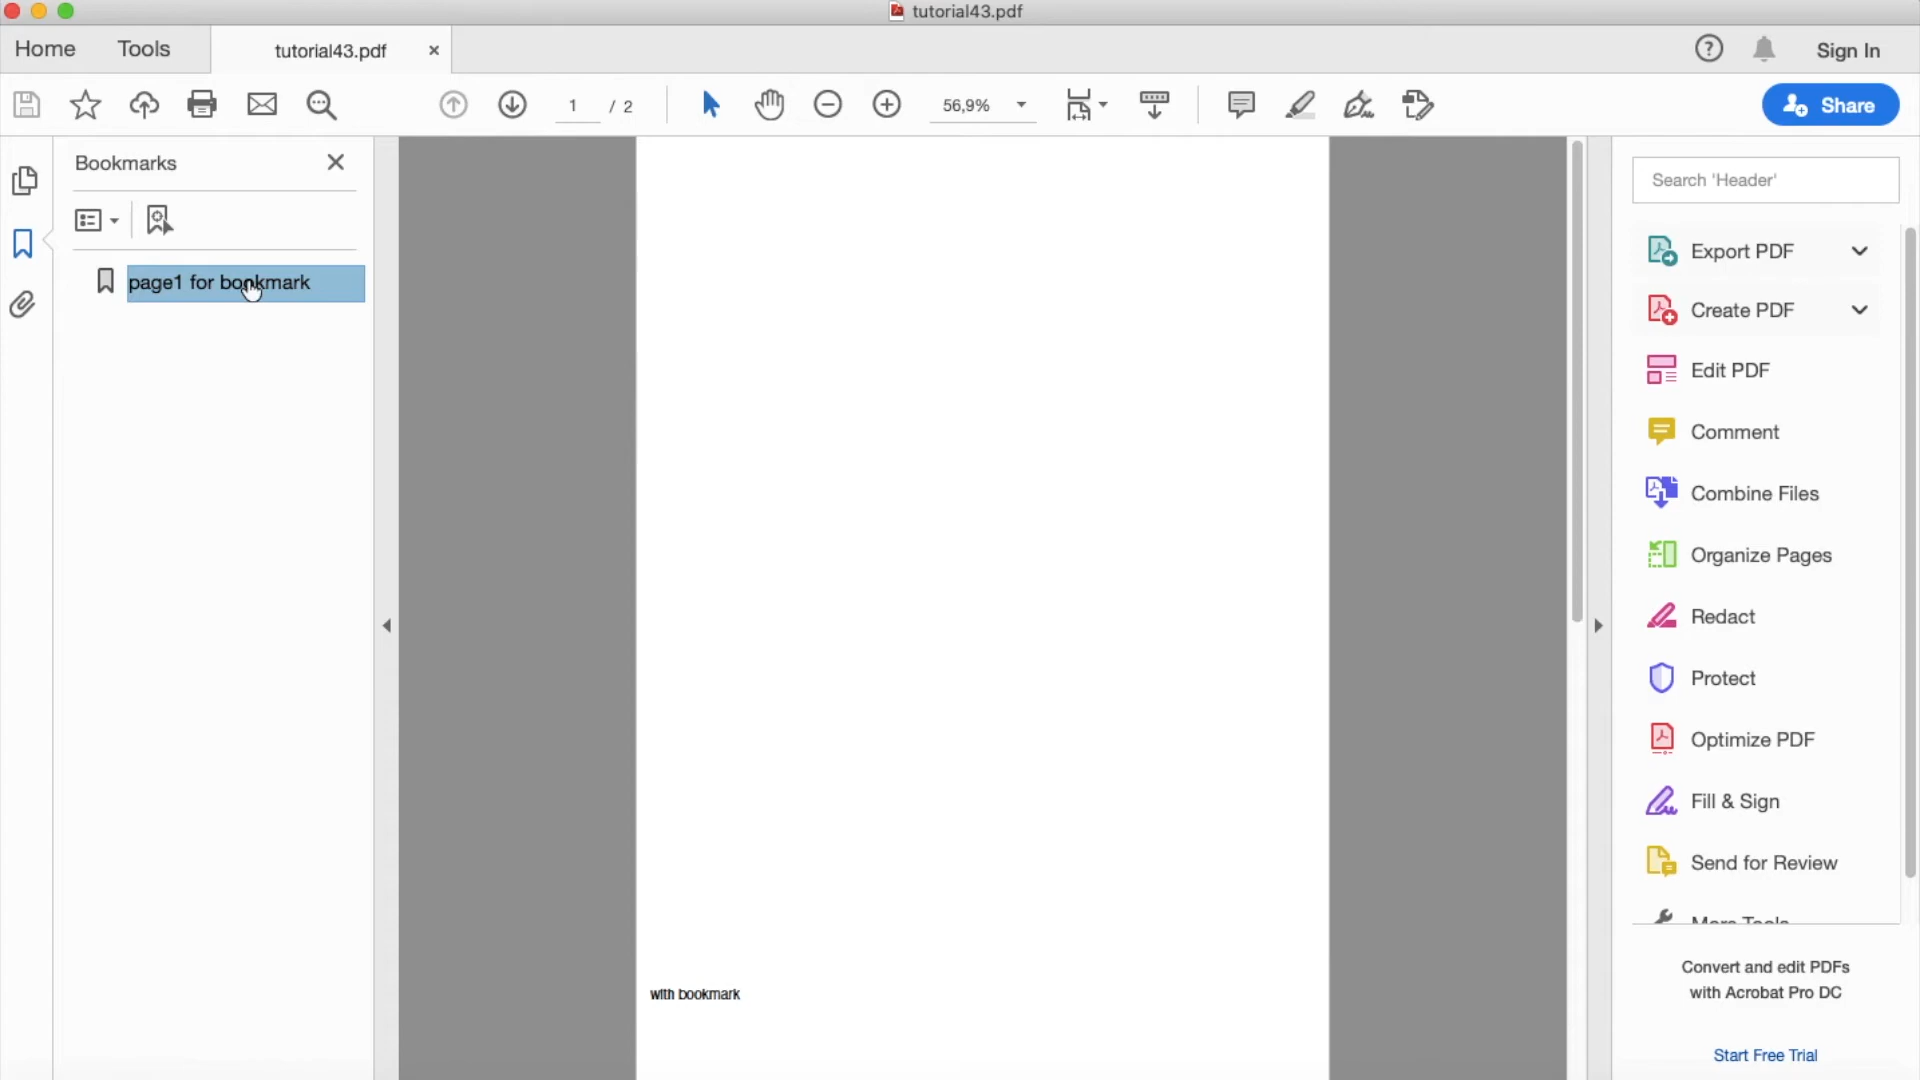 tutorial43.pdf
Home Tools tutorial43.pdf × ? Sign In
1 / 2 56,9% Share
Bookmarks
page1 for bookmark
with bookmark
Search 'Header'
Export PDF
Create PDF
Edit PDF
Comment
Combine Files
Organize Pages
Redact
Protect
Optimize PDF
Fill & Sign
Send for Review
More Tools
Convert and edit PDFs
with Acrobat Pro DC
Start Free Trial